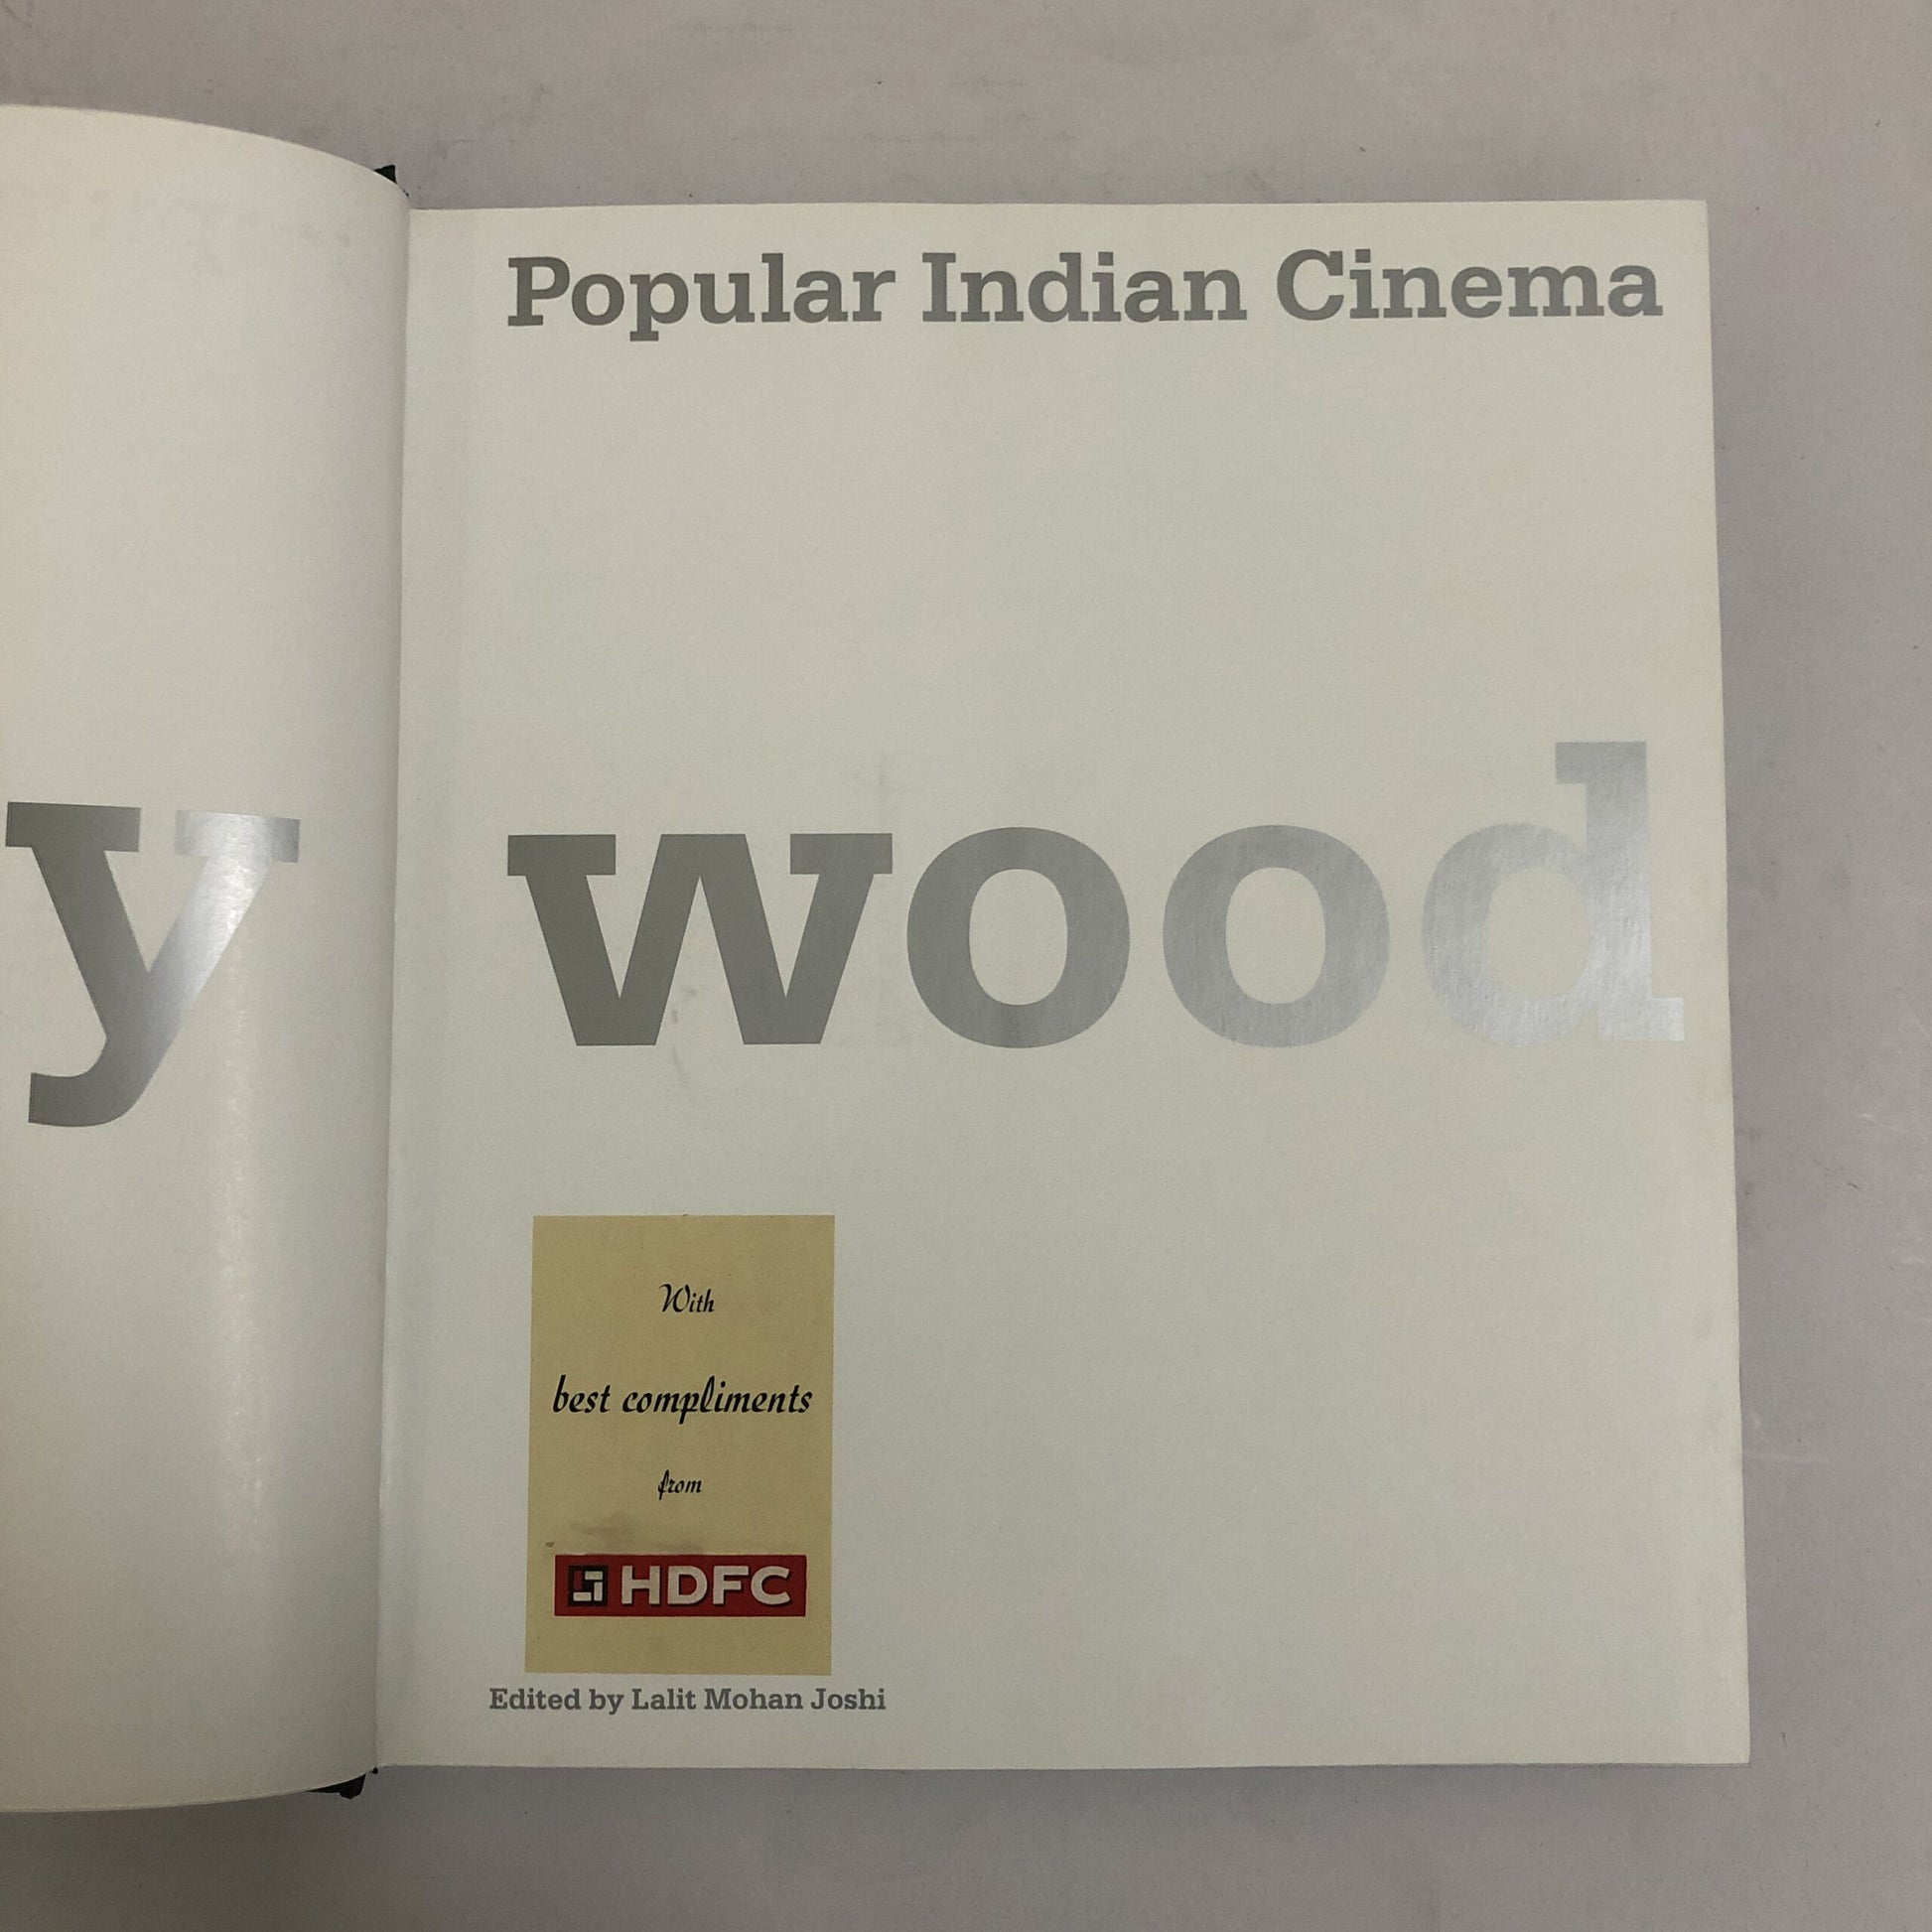 Popular Indian Cinema
y wood
With
best compliments
from
HDFC
Edited by Lalit Mohan Joshi